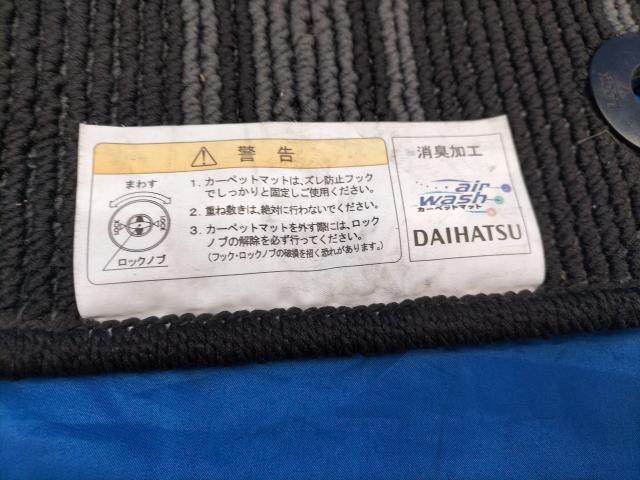 警告
まわす
LOCK
LOCK
ロックノブ
1. カーペットマットは、ズレ防止フック
でしっかりと固定しご使用ください。
2. 重ね敷きは、絶対に行わないでください。
3. カーペットマットを外す際には、ロック
ノブの解除を必ず行ってください。
(フック・ロックノブの破損を招く恐れがあります。)
消臭加工
air
wash
カーペットマット
DAIHATSU